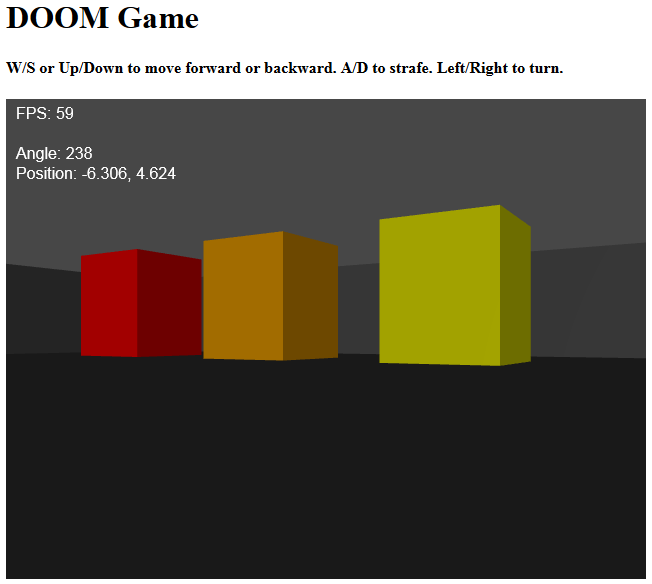 DOOM Game
W/S or Up/Down to move forward or backward. A/D to strafe. Left/Right to turn.
FPS: 59
Angle: 238
Position: -6.306, 4.624